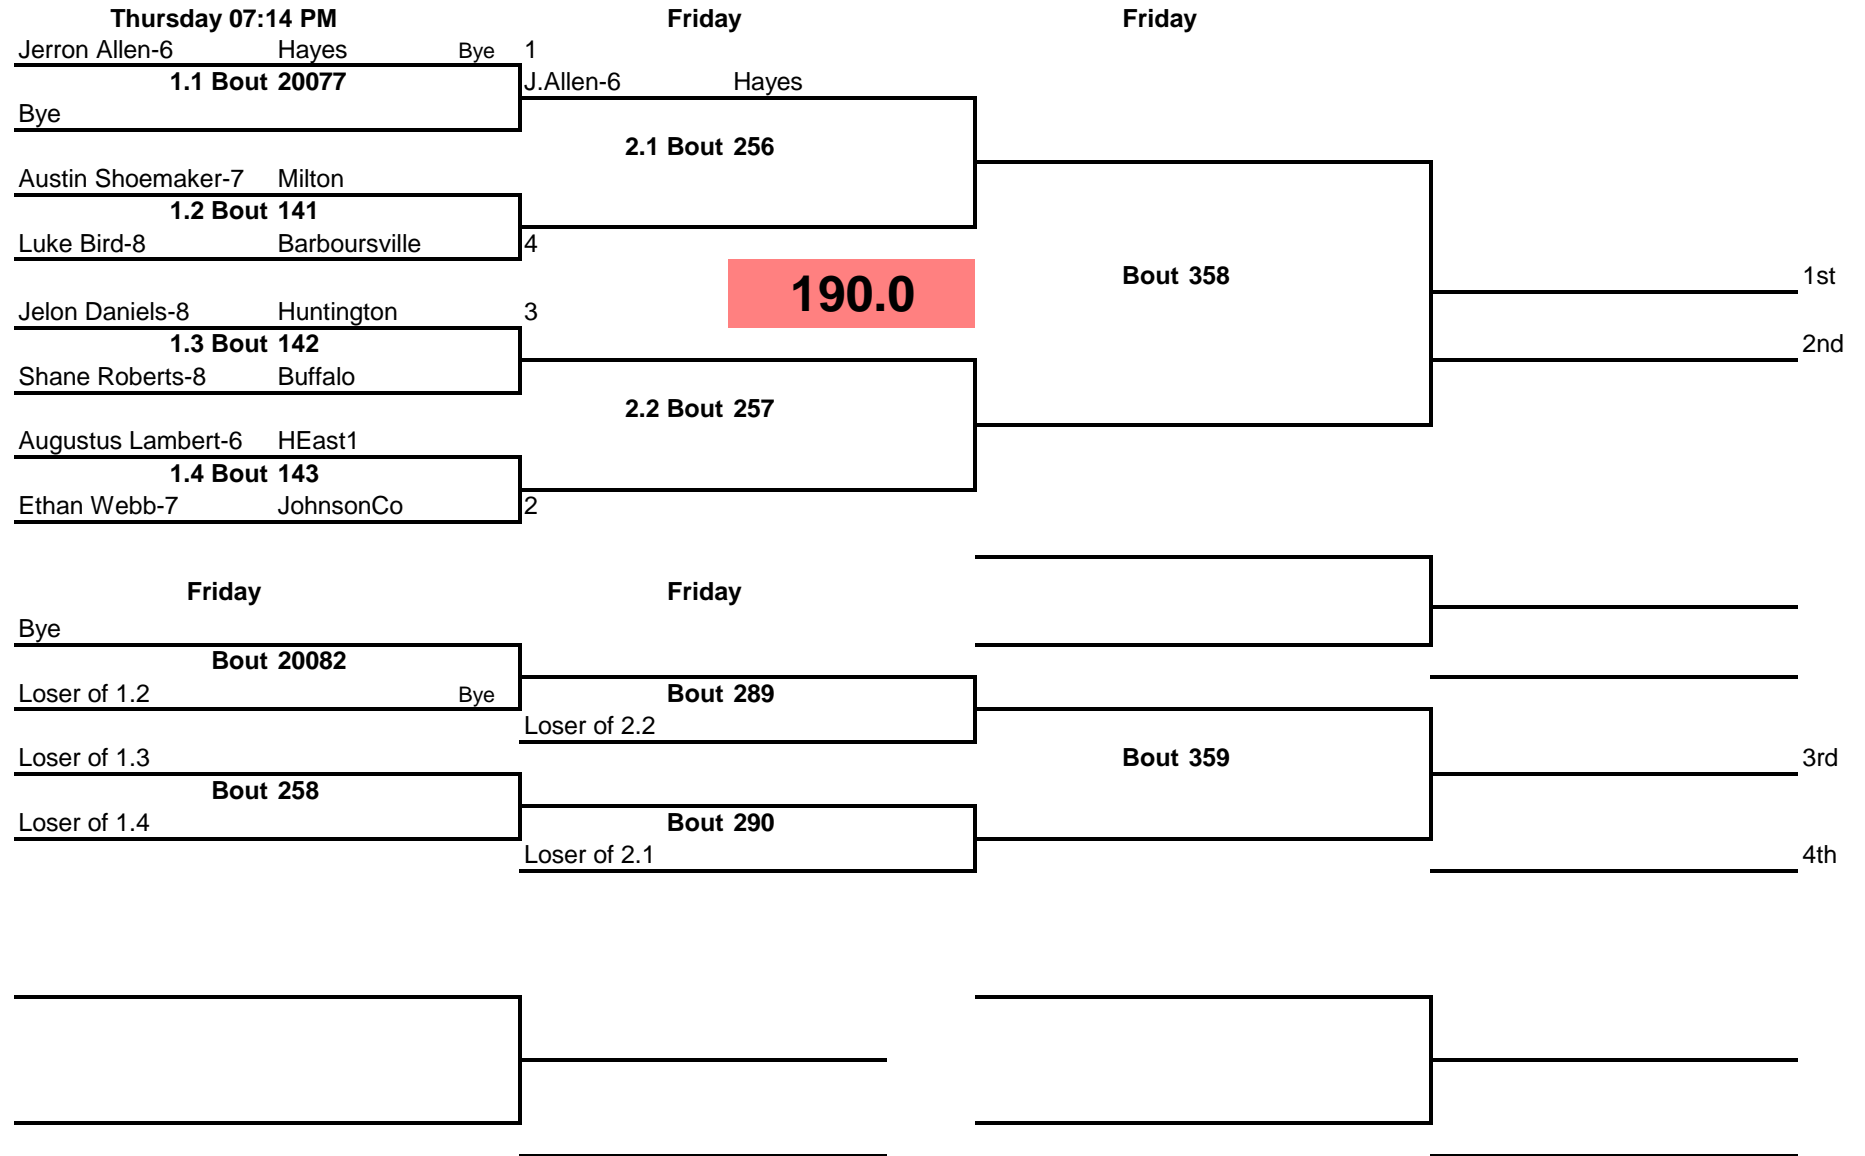 Thursday 07:14 PM Friday Friday
Jerron Allen-6 Hayes Bye 1
1.1 Bout 20077 J.Allen-6 Hayes
Bye
2.1 Bout 256
Austin Shoemaker-7 Milton
1.2 Bout 141
Luke Bird-8 Barboursville 4
190.0 Bout 358 1st
Jelon Daniels-8 Huntington 3
1.3 Bout 142 2nd
Shane Roberts-8 Buffalo
2.2 Bout 257
Augustus Lambert-6 HEast1
1.4 Bout 143
Ethan Webb-7 JohnsonCo 2
Friday Friday
Bye
Bout 20082
Loser of 1.2 Bye Bout 289
Loser of 2.2
Loser of 1.3 Bout 359 3rd
Bout 258
Loser of 1.4 Bout 290
Loser of 2.1 4th